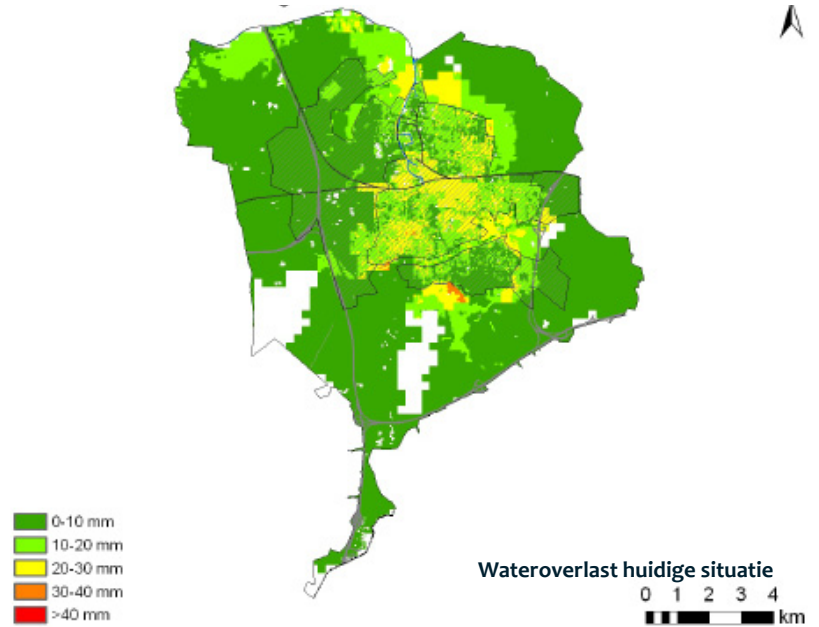 0-10 mm
10-20 mm
20-30 mm
30-40 mm
>40 mm
Wateroverlast huidige situatie
0 1 2 3 4
km